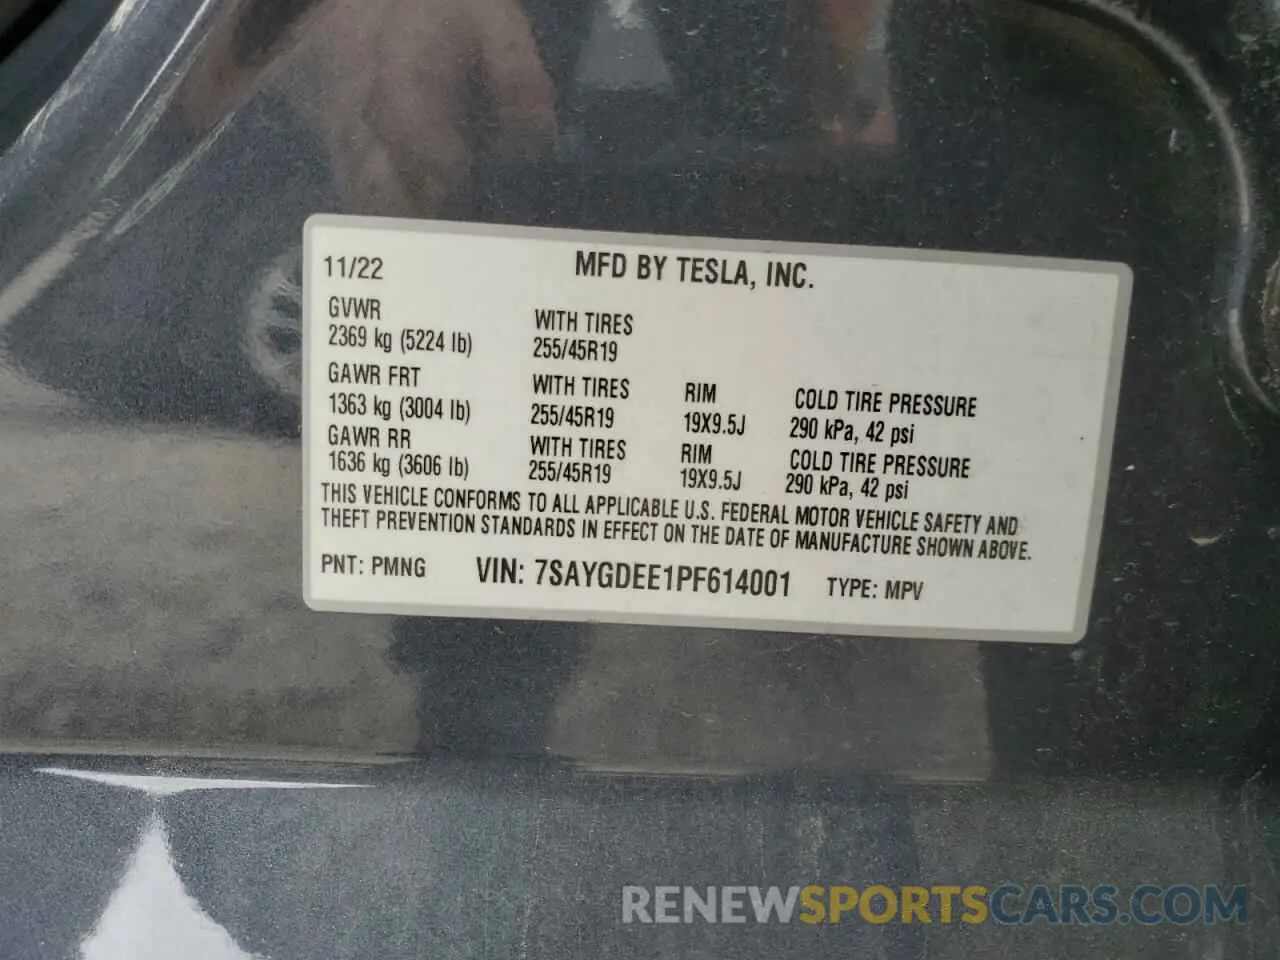 11/22 MFD BY TESLA, INC.
GVWR
2369 kg (5224 lb)
WITH TIRES
255/45R19
GAWR FRT
1363 kg (3004 lb)
WITH TIRES
255/45R19
RIM
19X9.5J
COLD TIRE PRESSURE
290 kPa, 42 psi
GAWR RR
1636 kg (3606 lb)
WITH TIRES
255/45R19
RIM
19X9.5J
COLD TIRE PRESSURE
290 kPa, 42 psi
THIS VEHICLE CONFORMS TO ALL APPLICABLE U.S. FEDERAL MOTOR VEHICLE SAFETY AND
THEFT PREVENTION STANDARDS IN EFFECT ON THE DATE OF MANUFACTURE SHOWN ABOVE.
PNT: PMNG VIN: 7SAYGDEE1PF614001 TYPE: MPV
RENEWSPORTSCARS.COM